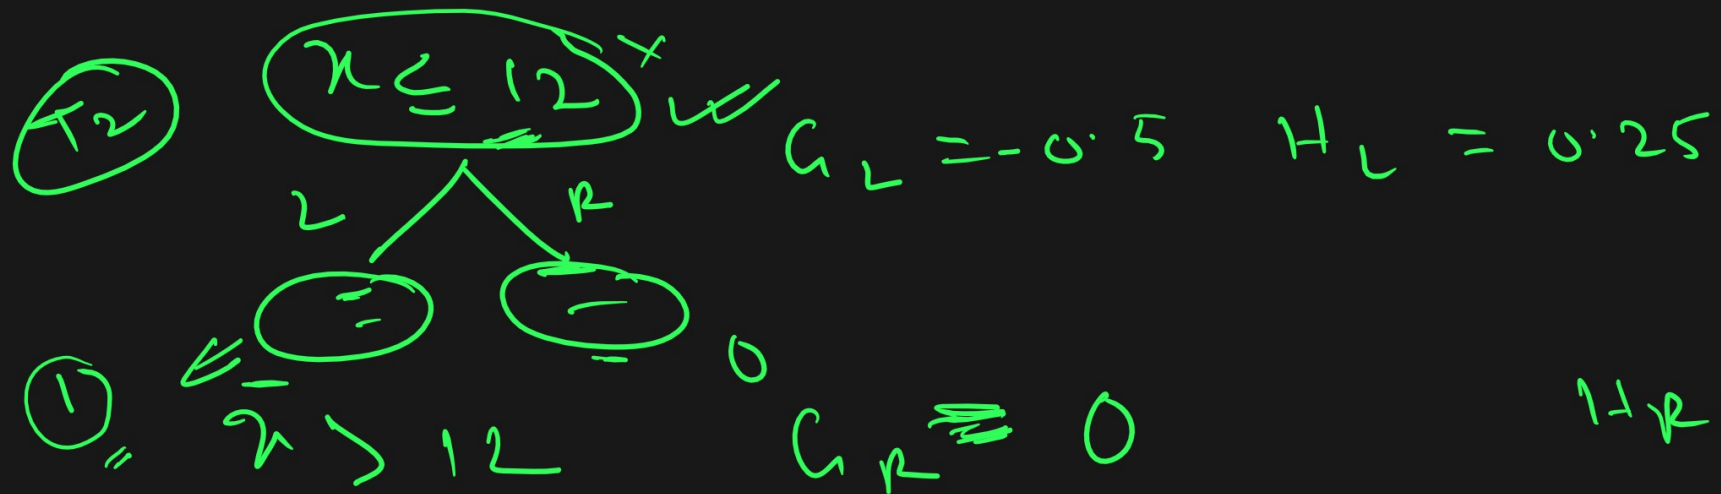 T2 x ≤ 12 G_L = -0.5 H_L = 0.25
L R
0
1 x > 12 G_R = 0 H_R